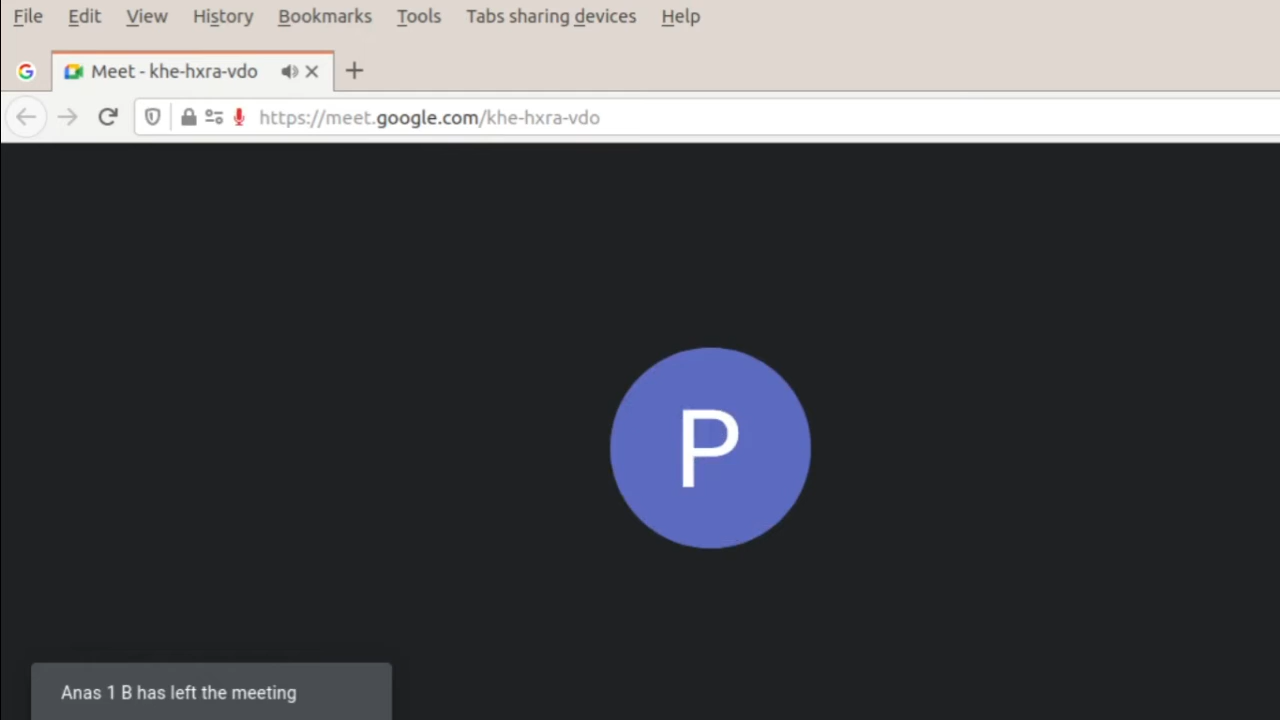 File Edit View History Bookmarks Tools Tabs sharing devices Help
G Meet - khe-hxra-vdo
https://meet.google.com/khe-hxra-vdo
P
Anas 1 B has left the meeting